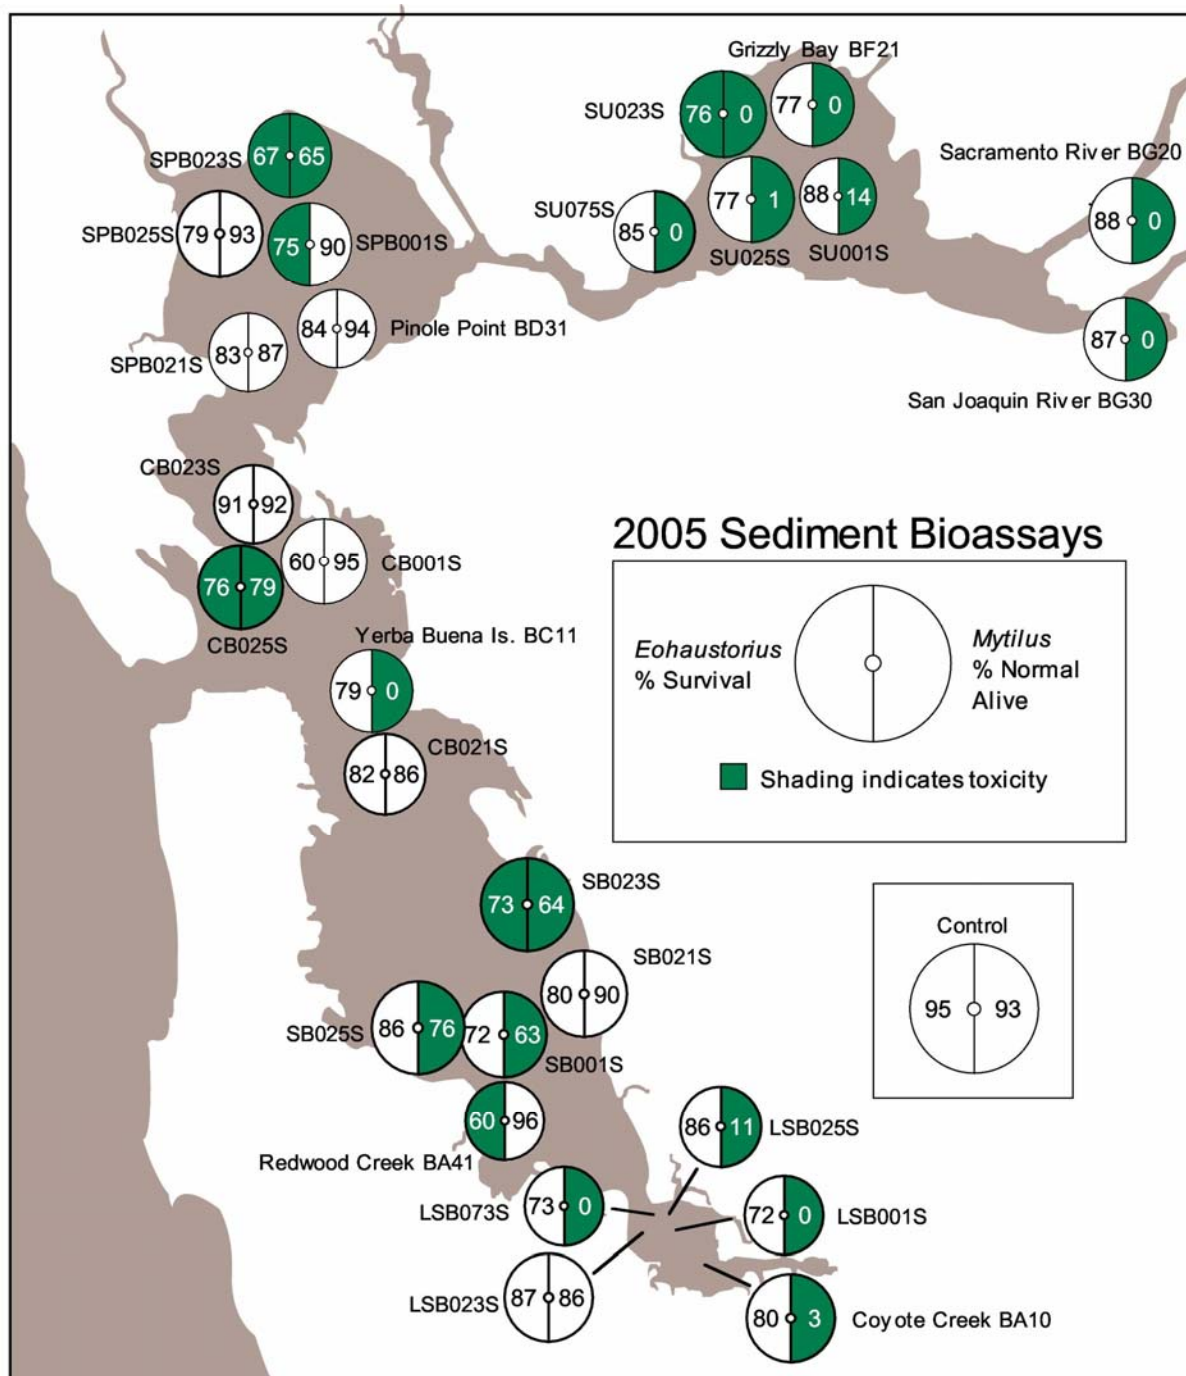 Grizzly Bay BF21
SU023S
76 0
77 0
Sacramento River BG20
SPB023S
67 65
SU075S
85 0
77 1
88 14
88 0
SPB025S
79 93
75 90
SPB001S
SU025S
SU001S
84 94
Pinole Point BD31
87 0
SPB021S
83 87
San Joaquin River BG30
CB023S
91 92
60 95
CB001S
76 79
CB025S
2005 Sediment Bioassays
Eohaustorius
% Survival
Mytilus
% Normal
Alive
Shading indicates toxicity
Yerba Buena Is. BC11
79 0
CB021S
82 86
SB023S
73 64
Control
95 93
SB021S
80 90
SB025S
86 76
72 63
SB001S
60 96
Redwood Creek BA41
86 11
LSB025S
LSB073S
73 0
72 0
LSB001S
LSB023S
87 86
80 3
Coyote Creek BA10